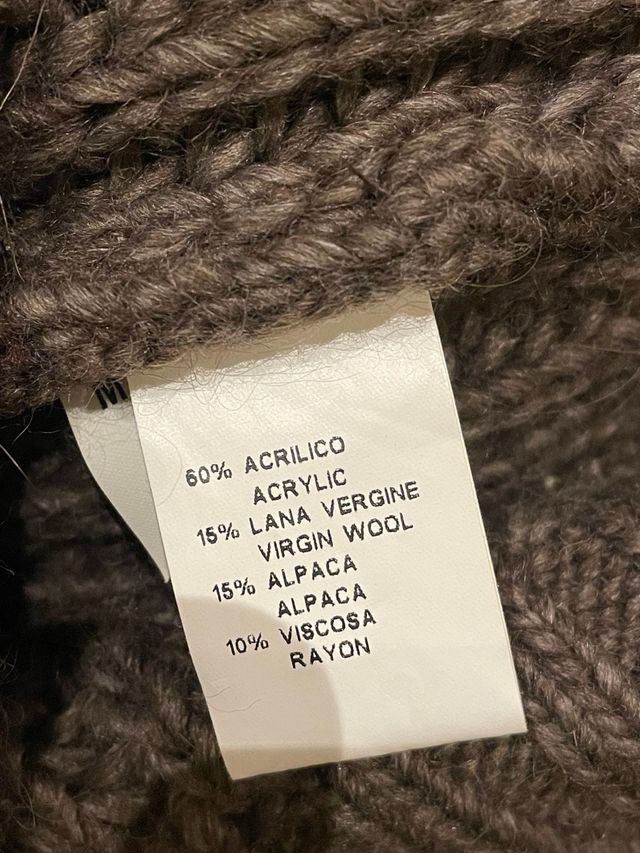 M
60% ACRILICO
ACRYLIC
15% LANA VERGINE
VIRGIN WOOL
15% ALPACA
ALPACA
10% VISCOSA
RAYON